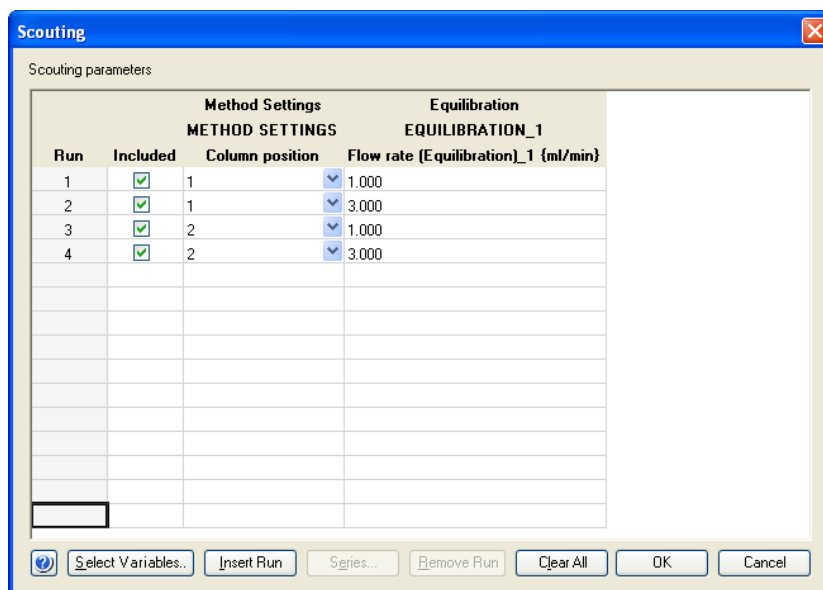 Scouting
Scouting parameters
Method Settings Equilibration
METHOD SETTINGS EQUILIBRATION_1
Run Included Column position Flow rate (Equilibration)_1 {ml/min}
1 1 1.000
2 1 3.000
3 2 1.000
4 2 3.000
Select Variables.. Insert Run Series... Remove Run Clear All OK Cancel